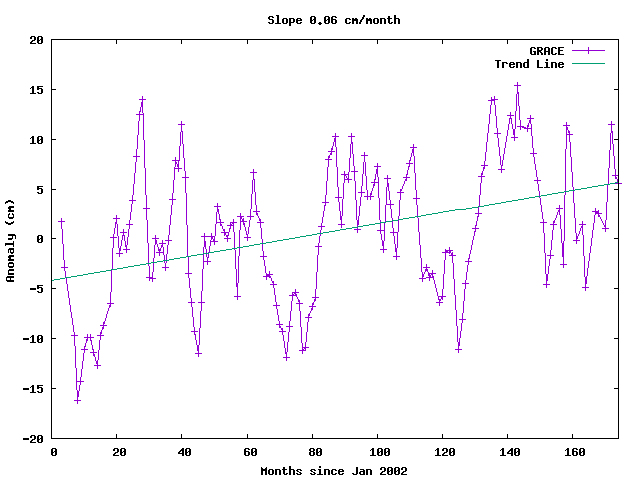 Slope 0.06 cm/month
GRACE
Trend Line
20
15
10
5
0
-5
-10
-15
-20
Anomaly (cm)
0 20 40 60 80 100 120 140 160
Months since Jan 2002